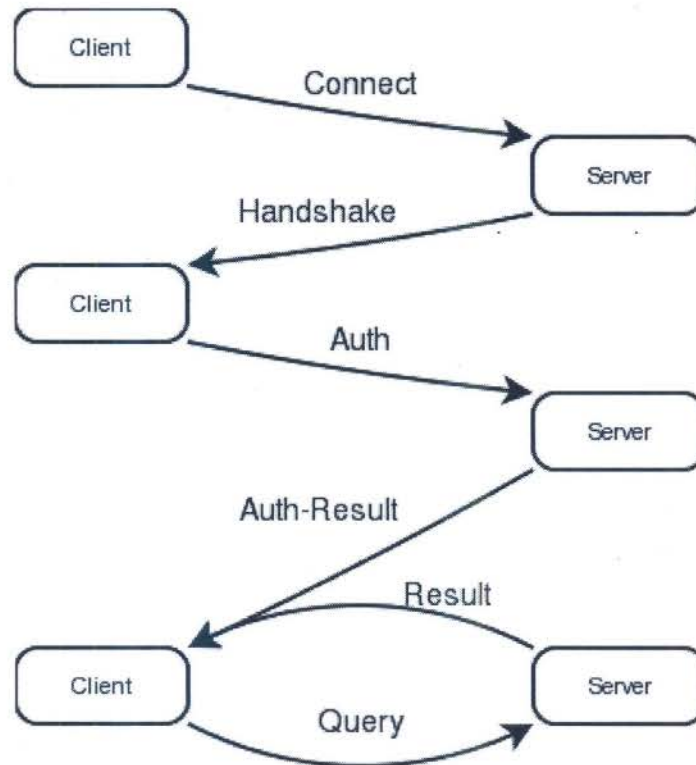 Client
Connect
Server
Handshake
Client
Auth
Server
Auth-Result
Result
Client
Server
Query